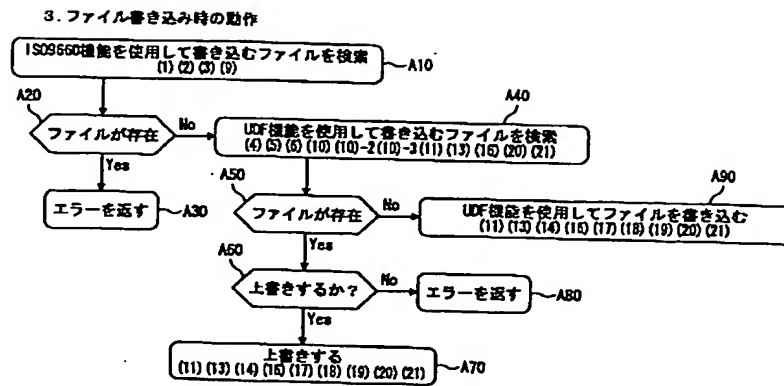 3. ファイル書き込み時の動作
ISO9660機能を使用して書き込むファイルを検索
(1) (2) (3) (9)
A10
A20
ファイルが存在
No
Yes
エラーを返す
A30
A40
UDF機能を使用して書き込むファイルを検索
(4) (5) (6) (10) (10)-2 (10)-3 (11) (13) (16) (20) (21)
A50
ファイルが存在
No
Yes
A90
UDF機能を使用してファイルを書き込む
(11) (13) (14) (16) (17) (18) (19) (20) (21)
A60
上書きするか?
No
Yes
エラーを返す
A80
上書きする
(11) (13) (14) (16) (17) (18) (19) (20) (21)
A70